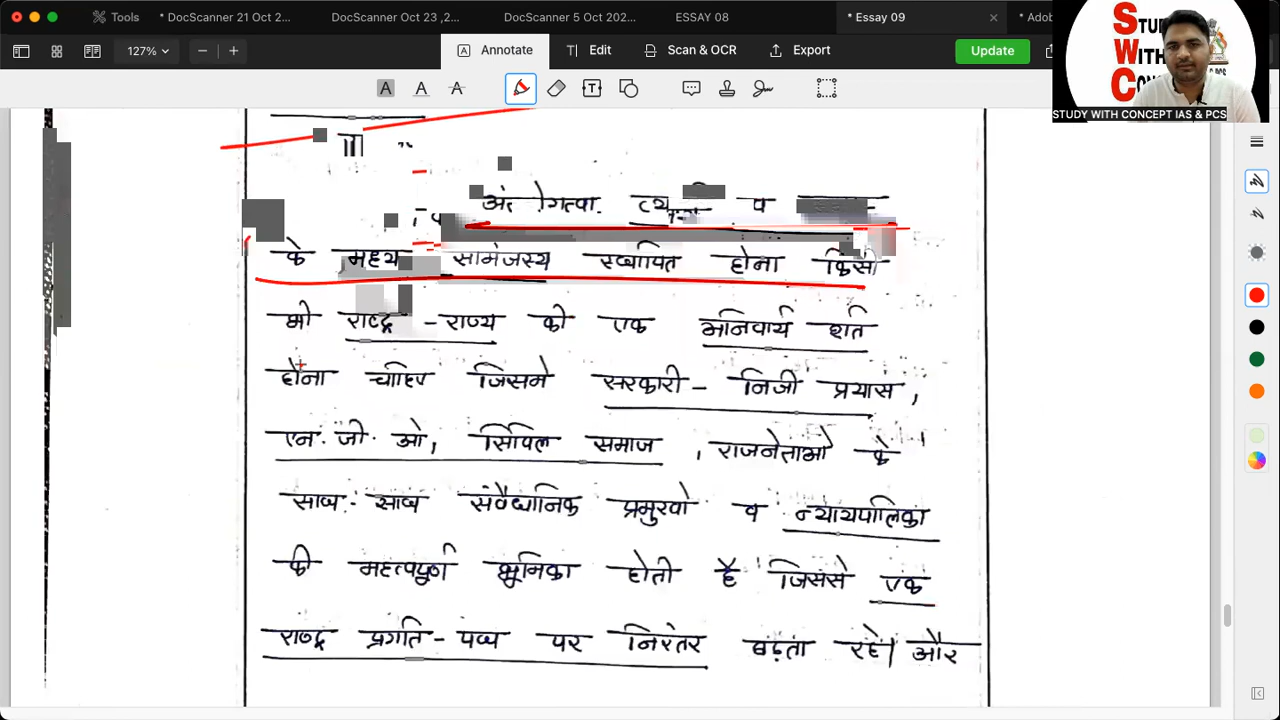 DocScanner 21 Oct 2... DocScanner Oct 23 ,2... DocScanner 5 Oct 202... ESSAY 08 * Essay 09 * Adob
Tools
127% Annotate Edit Scan & OCR Export Update
STUDY WITH CONCEPT IAS & PCS
के मध्य सामंजस्य स्थापित होना किसी
भी राष्ट्र - राज्य की एक अनिवार्य शर्त
होना चाहिए जिसमे सरकारी - निजी प्रयास,
एन. जी. ओ, सिविल समाज, राजनेताओ के
साथ - साथ संवैधानिक प्रमुखो व न्यायपालिका
की महत्वपूर्ण भूमिका होती है जिससे एक
राष्ट्र प्रगति - पथ पर निरंतर बढ़ता रहे। और